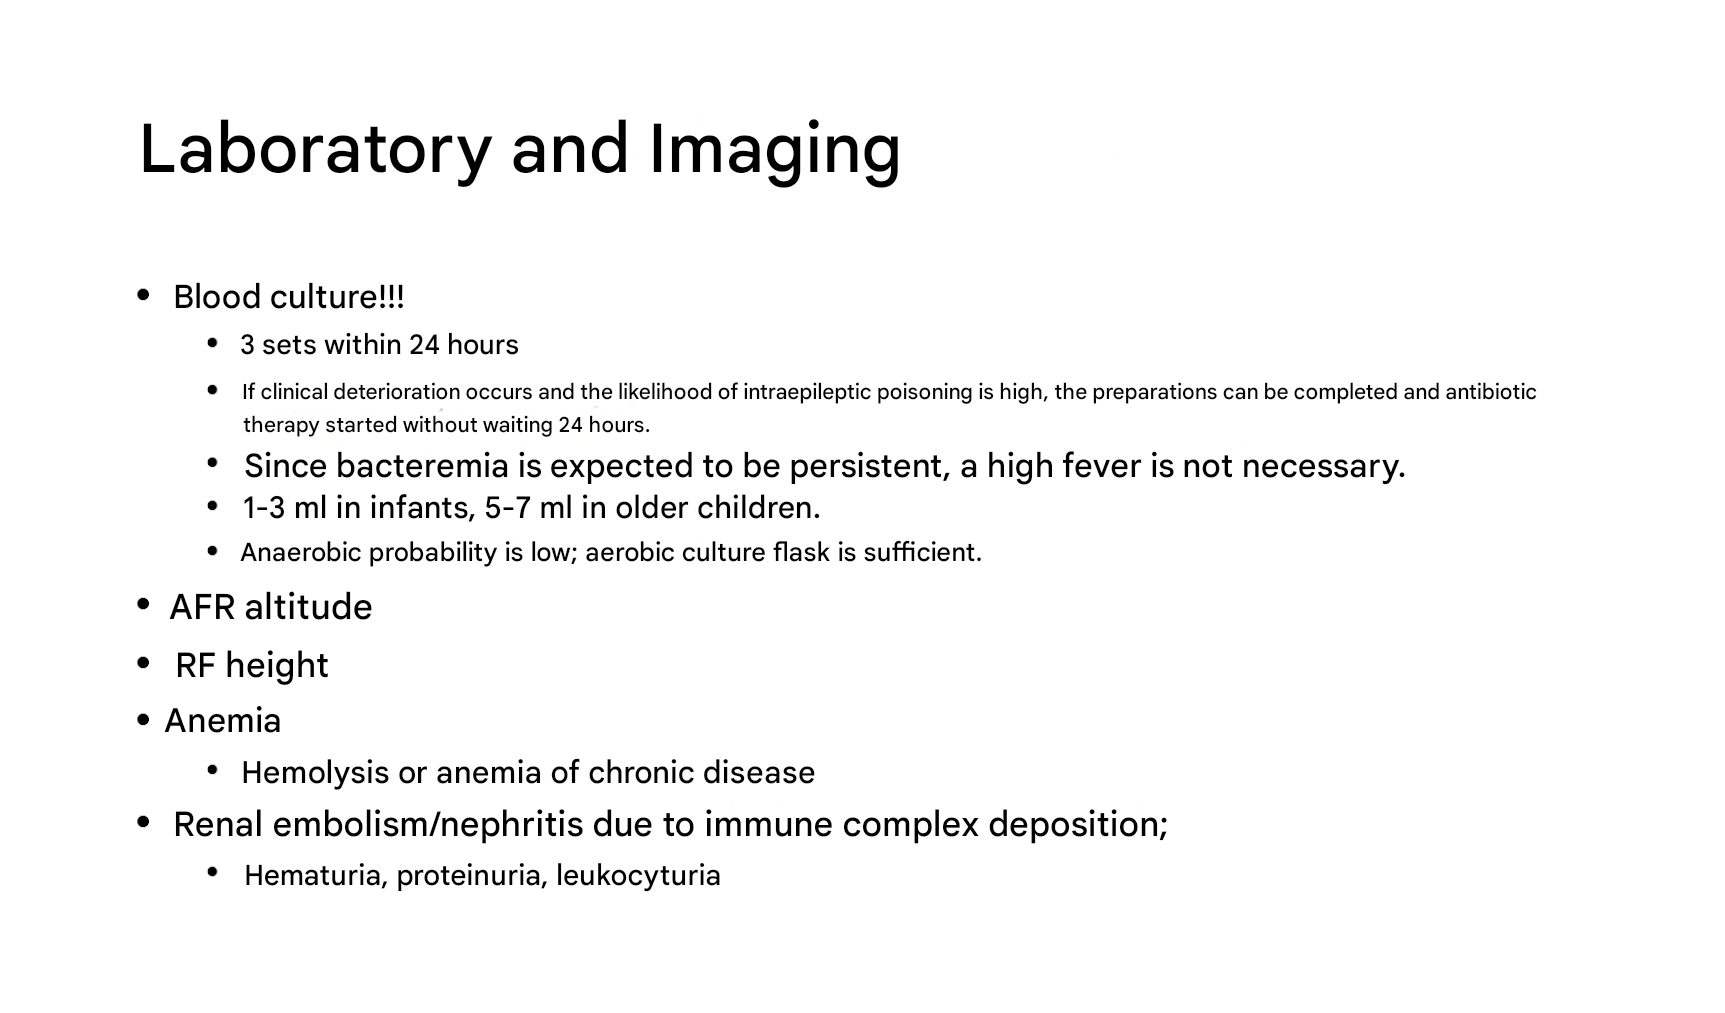 Laboratory and Imaging
• Blood culture!!!
• 3 sets within 24 hours
• If clinical deterioration occurs and the likelihood of intraepileptic poisoning is high, the preparations can be completed and antibiotic
therapy started without waiting 24 hours.
• Since bacteremia is expected to be persistent, a high fever is not necessary.
• 1-3 ml in infants, 5-7 ml in older children.
• Anaerobic probability is low; aerobic culture flask is sufficient.
• AFR altitude
• RF height
• Anemia
• Hemolysis or anemia of chronic disease
• Renal embolism/nephritis due to immune complex deposition;
• Hematuria, proteinuria, leukocyturia